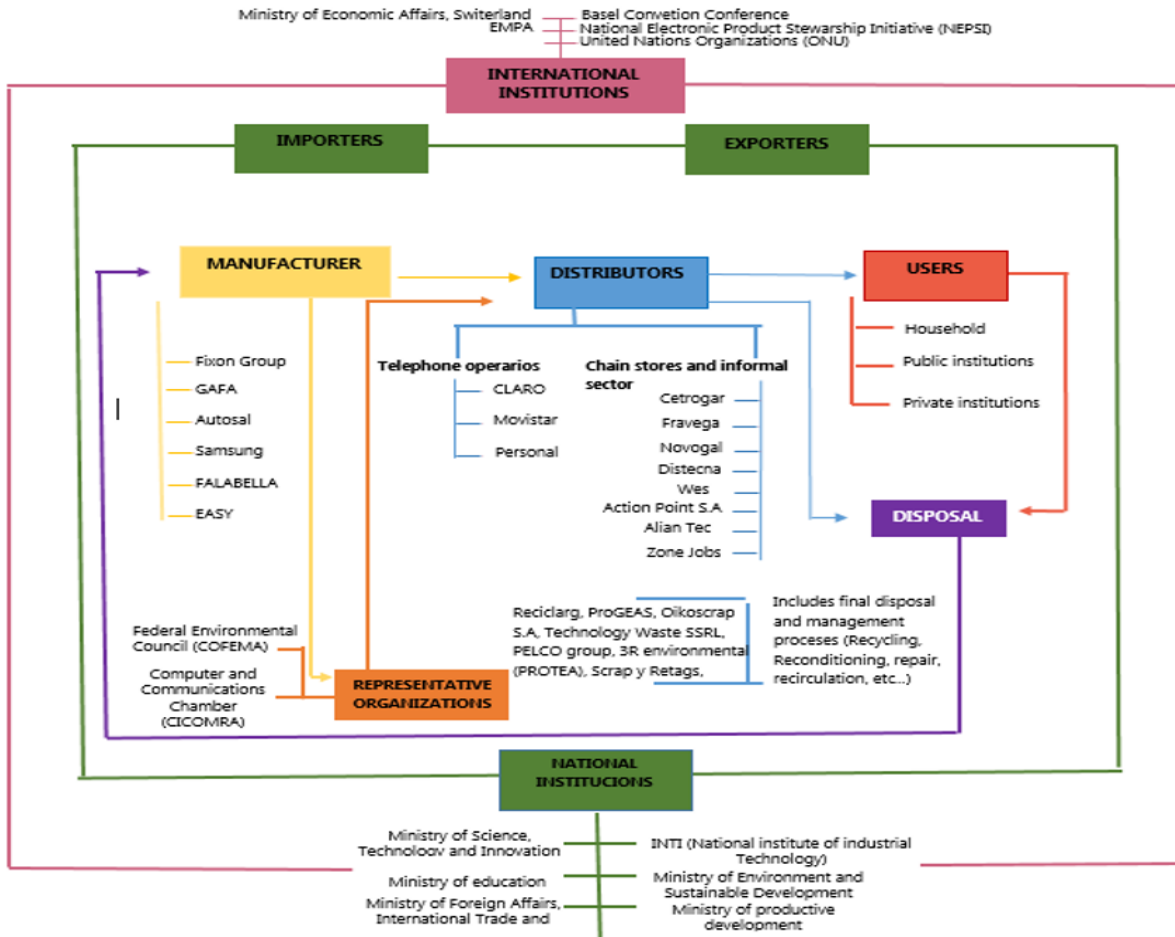 Ministry of Economic Affairs, Switerland
EMPA
Basel Convetion Conference
National Electronic Product Stewarship Initiative (NEPSI)
United Nations Organizations (ONU)
INTERNATIONAL
INSTITUTIONS
IMPORTERS
EXPORTERS
MANUFACTURER
DISTRIBUTORS
USERS
Fixon Group
GAFA
Autosal
Samsung
FALABELLA
EASY
Telephone operarios
CLARO
Movistar
Personal
Chain stores and informal
sector
Cetrogar
Fravega
Novogal
Distecna
Wes
Action Point S.A
Alian Tec
Zone Jobs
Household
Public institutions
Private institutions
DISPOSAL
Reciclarg, ProGEAS, Oikoscrap
S.A, Technology Waste SSRL,
PELCO group, 3R environmental
(PROTEA), Scrap y Retags,
Includes final disposal
and management
proceses (Recycling,
Reconditioning, repair,
recirculation, etc...)
Federal Environmental
Council (COFEMA)
Computer and
Communications
Chamber
(CICOMRA)
REPRESENTATIVE
ORGANIZATIONS
NATIONAL
INSTITUCIONS
Ministry of Science,
Technology and Innovation
Ministry of education
Ministry of Foreign Affairs,
International Trade and
INTI (National institute of industrial
Technology)
Ministry of Environment and
Sustainable Development
Ministry of productive
development